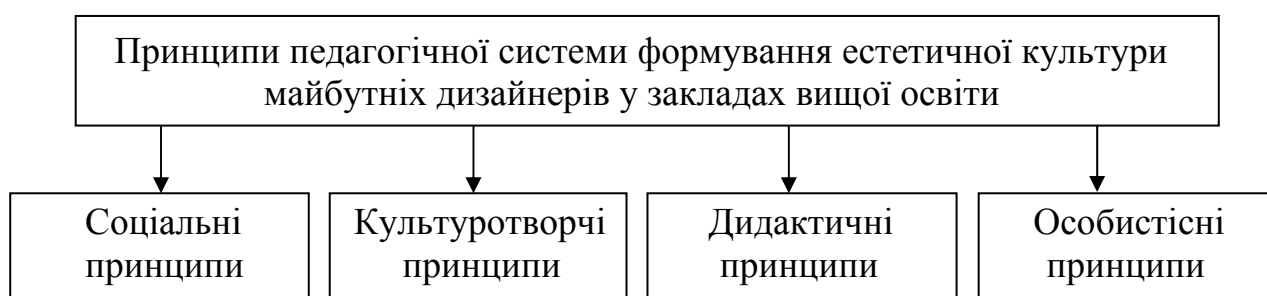 Принципи педагогічної системи формування естетичної культури
майбутніх дизайнерів у закладах вищої освіти
Соціальні
принципи
Культуротворчі
принципи
Дидактичні
принципи
Особистісні
принципи